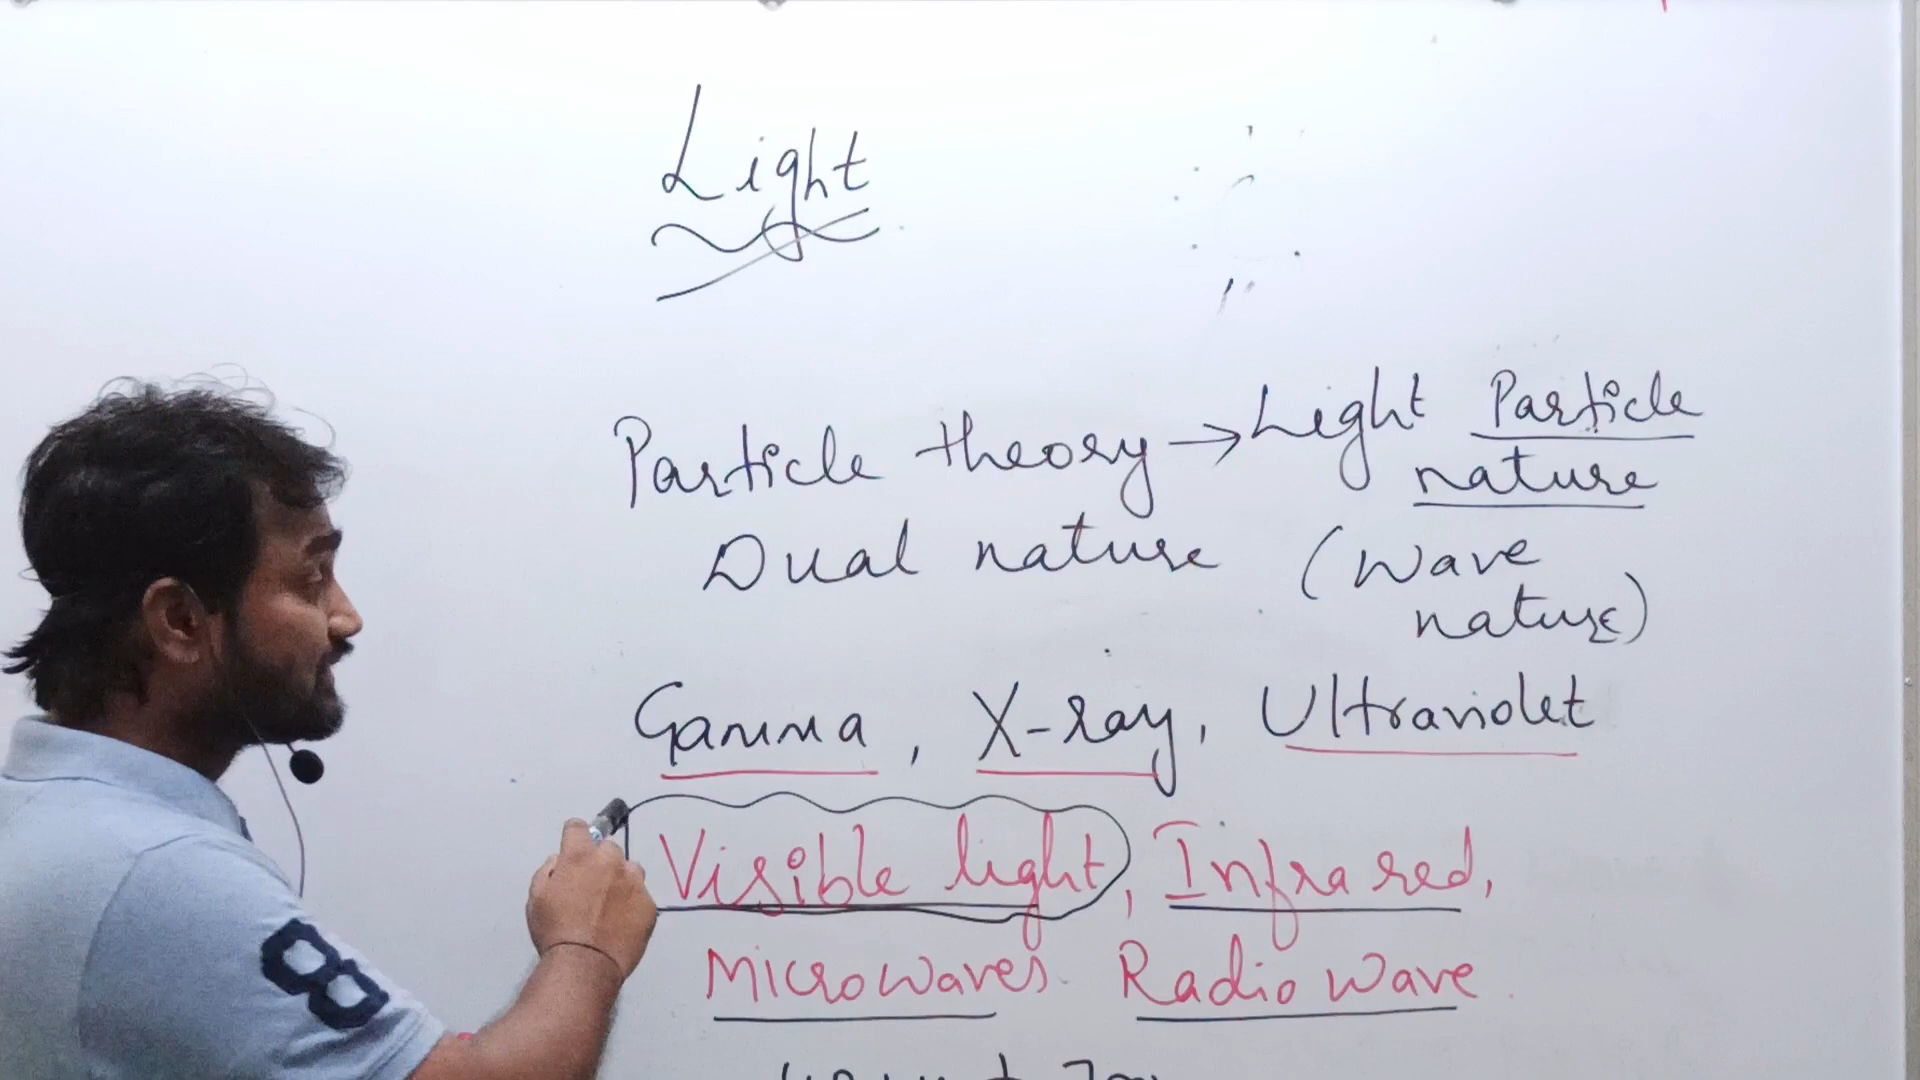 Light
Particle theory → Light Particle
nature
Dual nature (Wave
nature)
Gamma, X-ray, Ultraviolet
Visible light, Infrared,
Microwaves. Radio wave
8